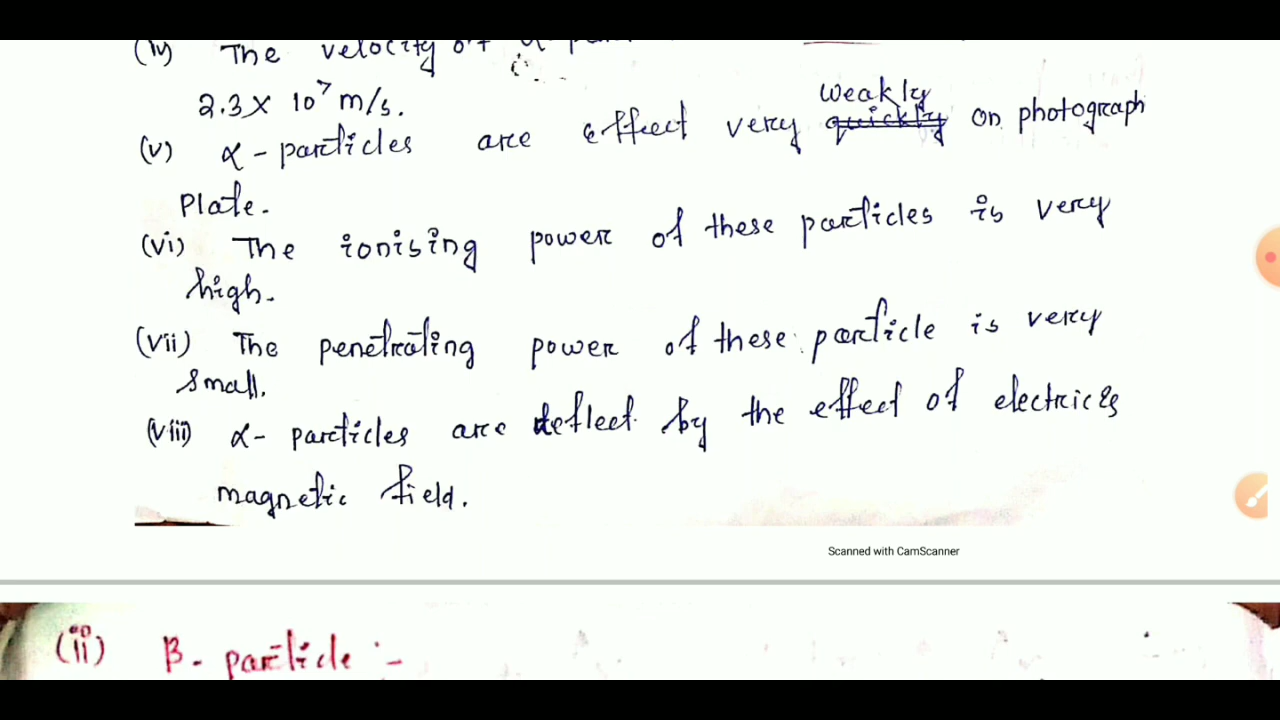 (iv) The velocity of α
2.3 × 10⁷ m/s.
weakly
(v) α - particles are effect very quickly on photograph
Plate.
(vi) The ionising power of these particles is very
high.
(vii) The penetrating power of these particle is very
small.
(viii) α- particles are deflect by the effect of electric &
magnetic field.
Scanned with CamScanner
(ii) β - particle :-